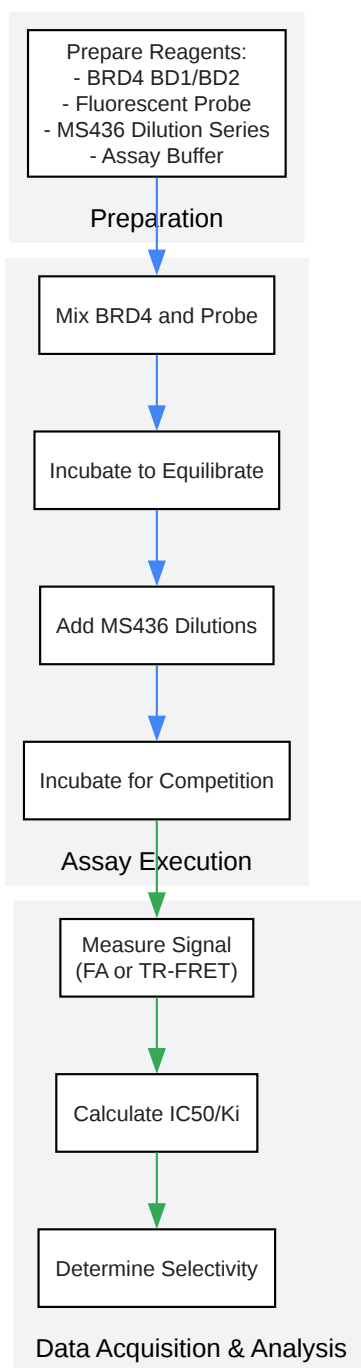 Prepare Reagents:
- BRD4 BD1/BD2
- Fluorescent Probe
- MS436 Dilution Series
- Assay Buffer
Preparation
Mix BRD4 and Probe
Incubate to Equilibrate
Add MS436 Dilutions
Incubate for Competition
Assay Execution
Measure Signal
(FA or TR-FRET)
Calculate IC50/Ki
Determine Selectivity
Data Acquisition & Analysis